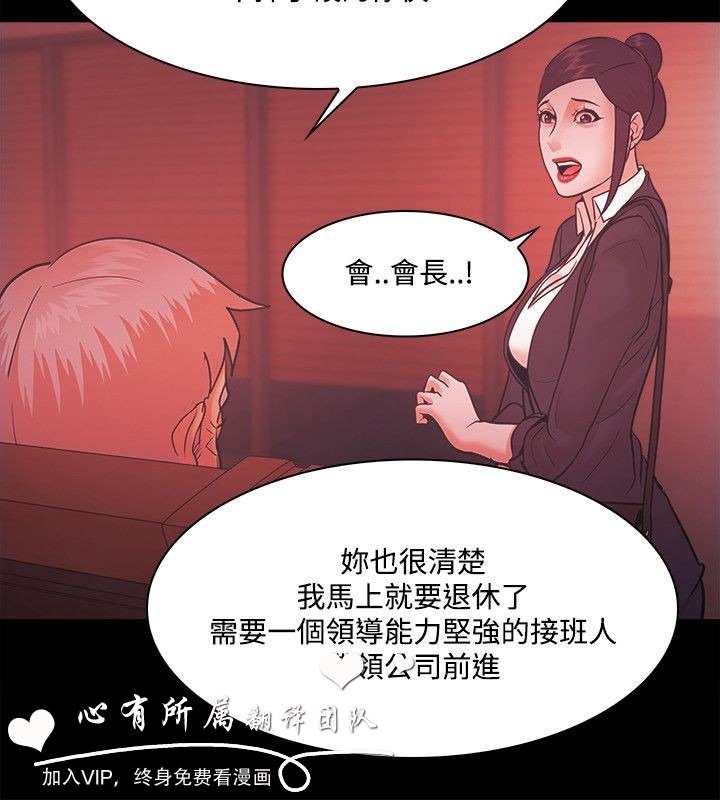 會..會長..!
妳也很清楚
我馬上就要退休了
需要一個領導能力堅強的接班人
領公司前進
心有所属翻译团队
加入VIP，终身免费看漫画